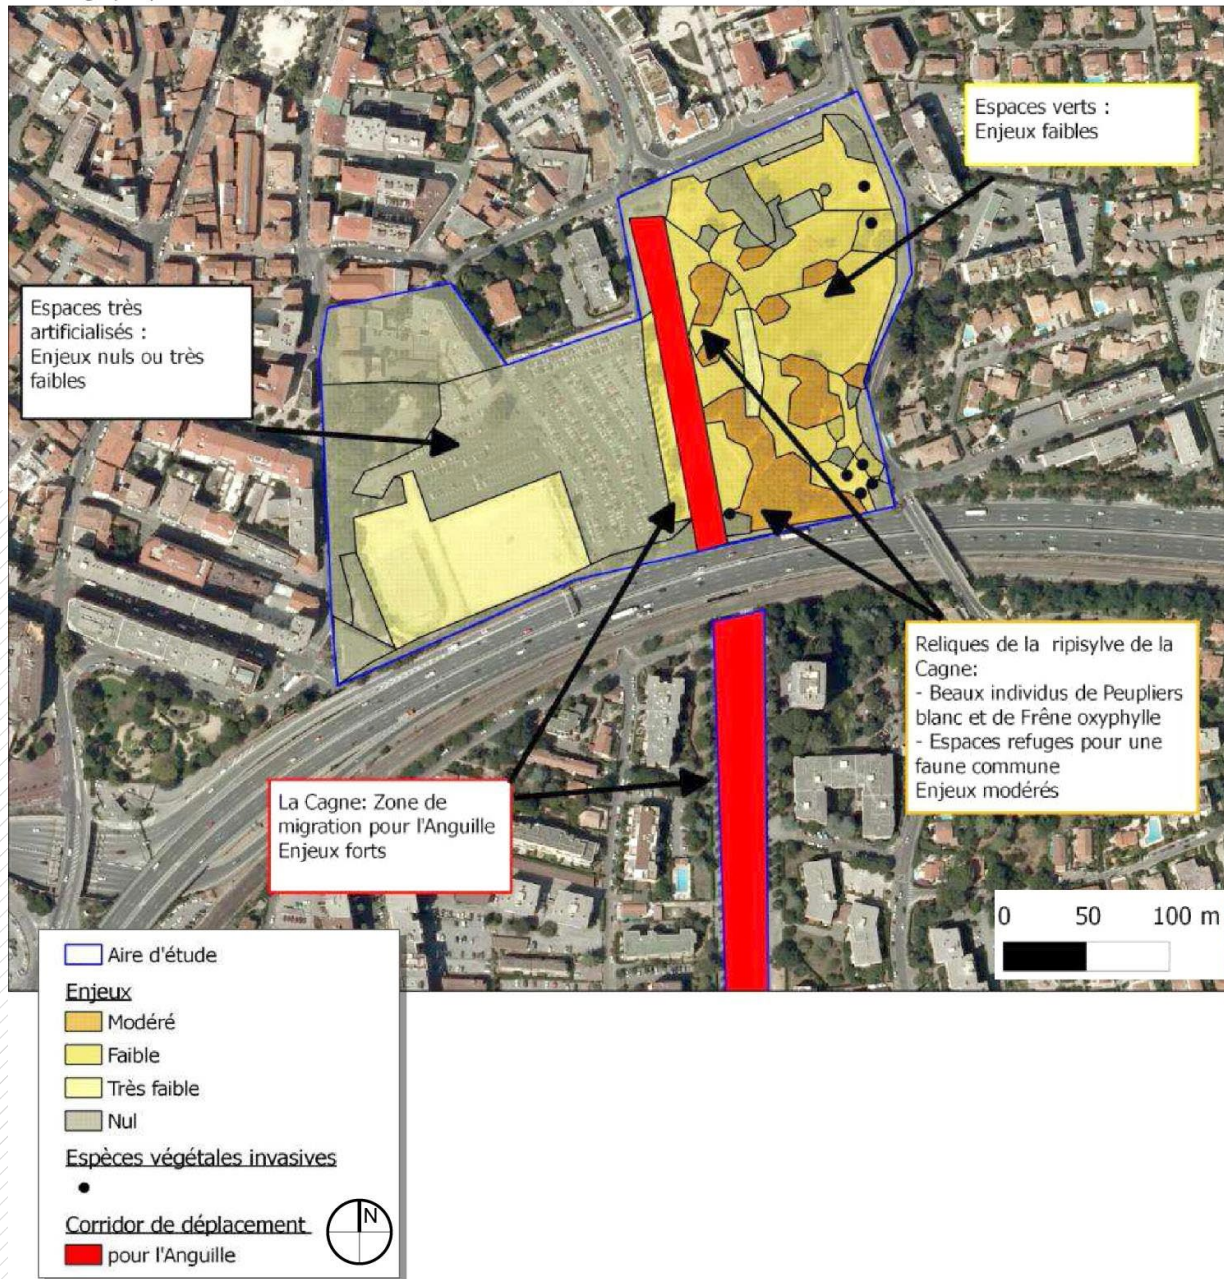 Espaces verts :
Enjeux faibles
Espaces très
artificialisés :
Enjeux nuls ou très
faibles
Reliques de la ripisylve de la
Cagne:
- Beaux individus de Peupliers
blanc et de Frêne oxyphylle
- Espaces refuges pour une
faune commune
Enjeux modérés
La Cagne: Zone de
migration pour l'Anguille
Enjeux forts
0 50 100 m
Aire d'étude
Enjeux
Modéré
Faible
Très faible
Nul
Espèces végétales invasives
Corridor de déplacement
N
pour l'Anguille